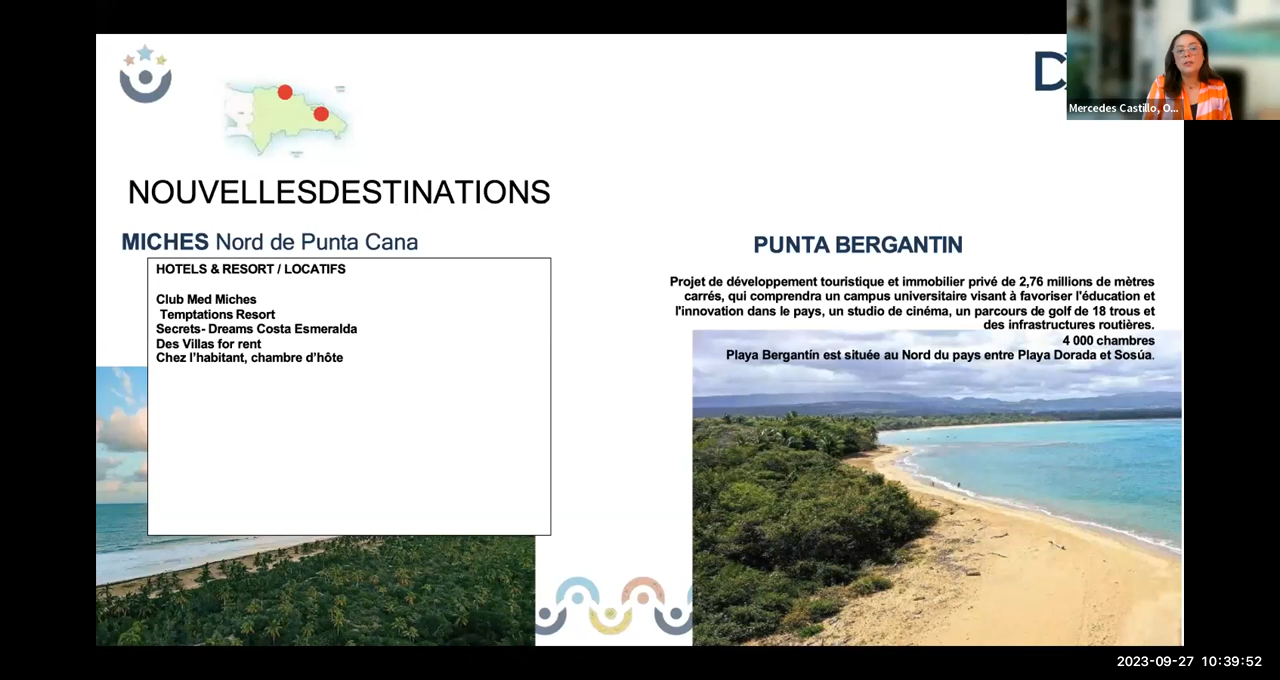 Mercedes Castillo, O...
NOUVELLESDESTINATIONS
MICHES Nord de Punta Cana
HOTELS & RESORT / LOCATIFS
Club Med Miches
Temptations Resort
Secrets- Dreams Costa Esmeralda
Des Villas for rent
Chez l’habitant, chambre d’hôte
PUNTA BERGANTIN
Projet de développement touristique et immobilier privé de 2,76 millions de mètres
carrés, qui comprendra un campus universitaire visant à favoriser l'éducation et
l'innovation dans le pays, un studio de cinéma, un parcours de golf de 18 trous et
des infrastructures routières.
4 000 chambres
Playa Bergantín est située au Nord du pays entre Playa Dorada et Sosúa.
2023-09-27 10:39:52